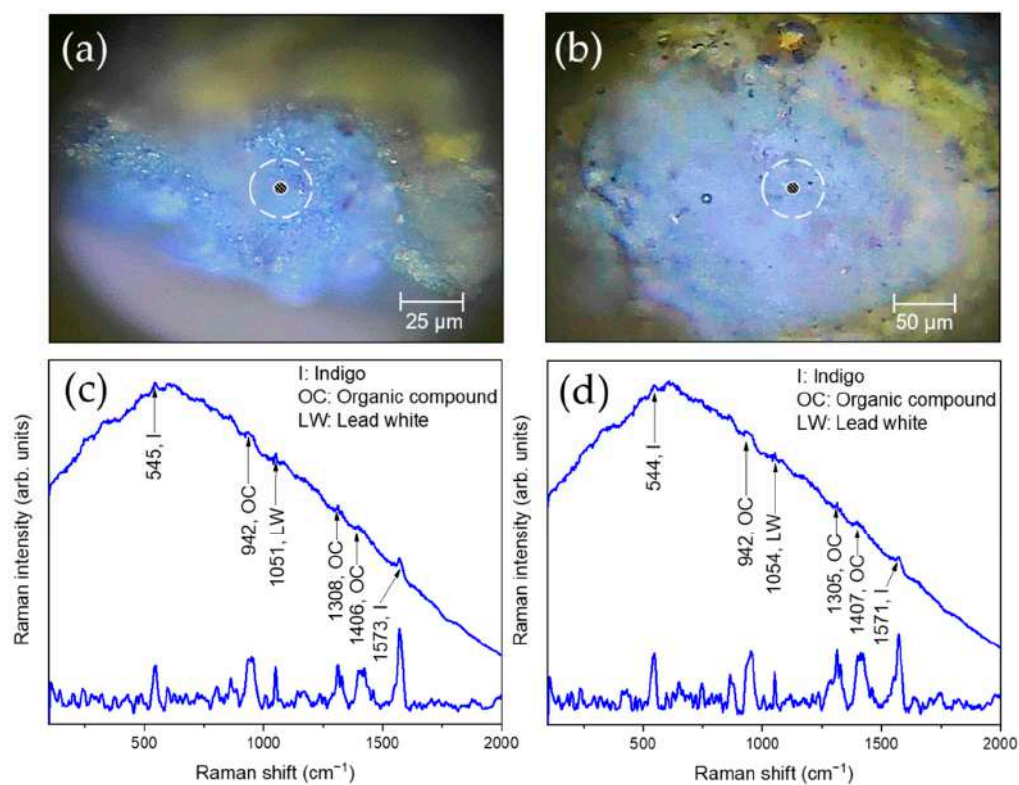 (a)
25 μm
(b)
50 μm
(c)
I: Indigo
OC: Organic compound
LW: Lead white
545, I
942, OC
1051, LW
1308, OC
1406, OC
1573, I
Raman intensity (arb. units)
500
1000
1500
2000
Raman shift (cm⁻¹)
(d)
I: Indigo
OC: Organic compound
LW: Lead white
544, I
942, OC
1054, LW
1305, OC
1407, OC
1571, I
Raman intensity (arb. units)
500
1000
1500
2000
Raman shift (cm⁻¹)